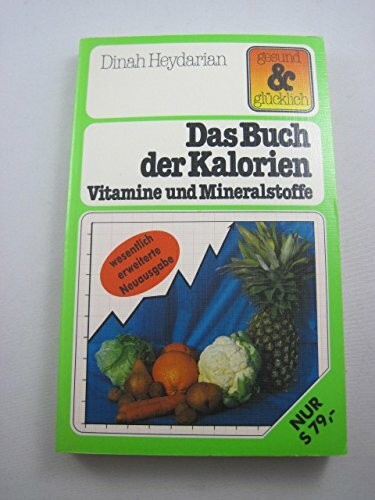 Dinah Heydarian
gesund
&
glücklich
Das Buch
der Kalorien
Vitamine und Mineralstoffe
wesentlich
erweiterte
Neuausgabe
NUR
S 79,-